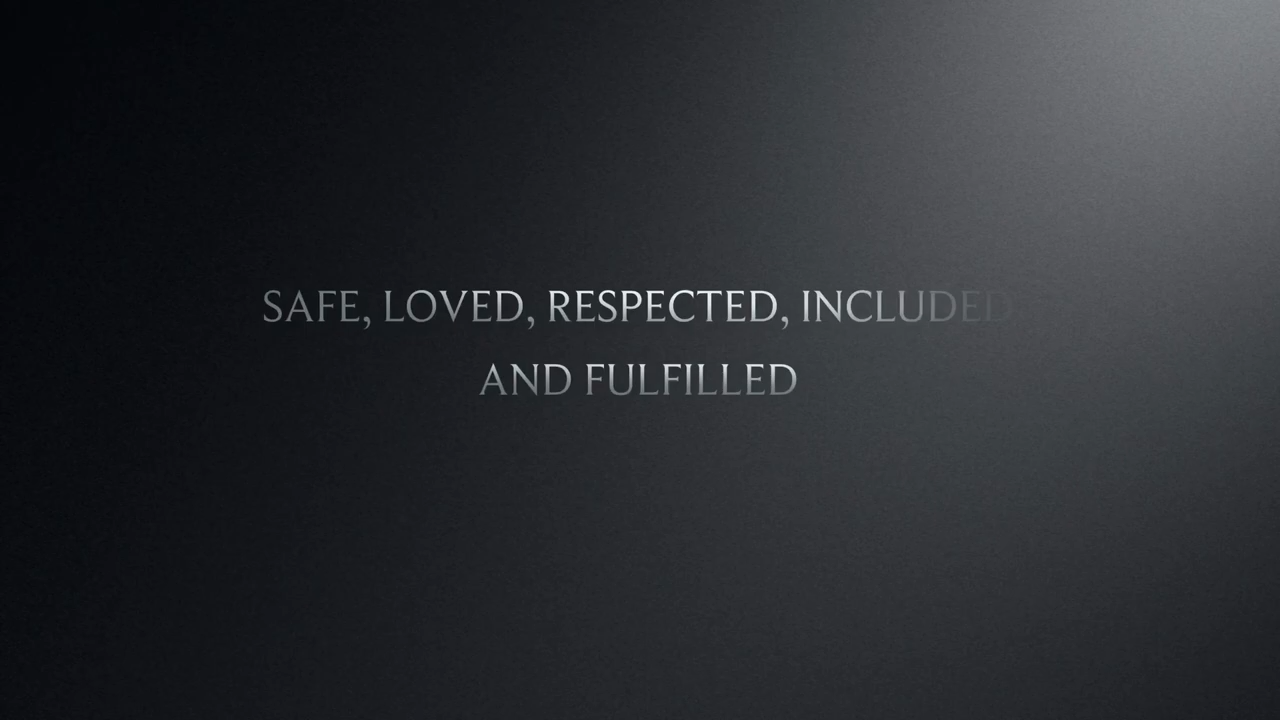 SAFE, LOVED, RESPECTED, INCLUDED
AND FULFILLED